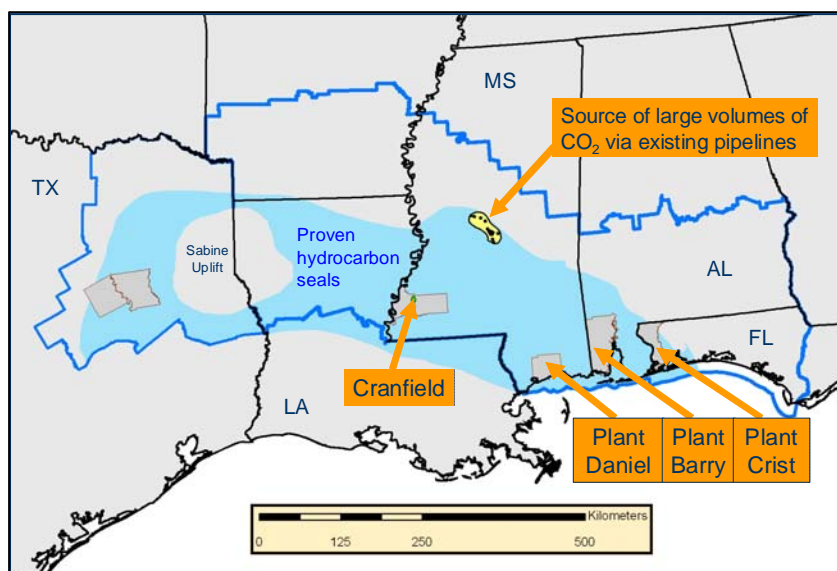 MS
Source of large volumes of
CO₂ via existing pipelines
TX
Sabine
Uplift
Proven
hydrocarbon
seals
AL
FL
Cranfield
LA
Plant
Daniel
Plant
Barry
Plant
Crist
Kilometers
0 125 250 500